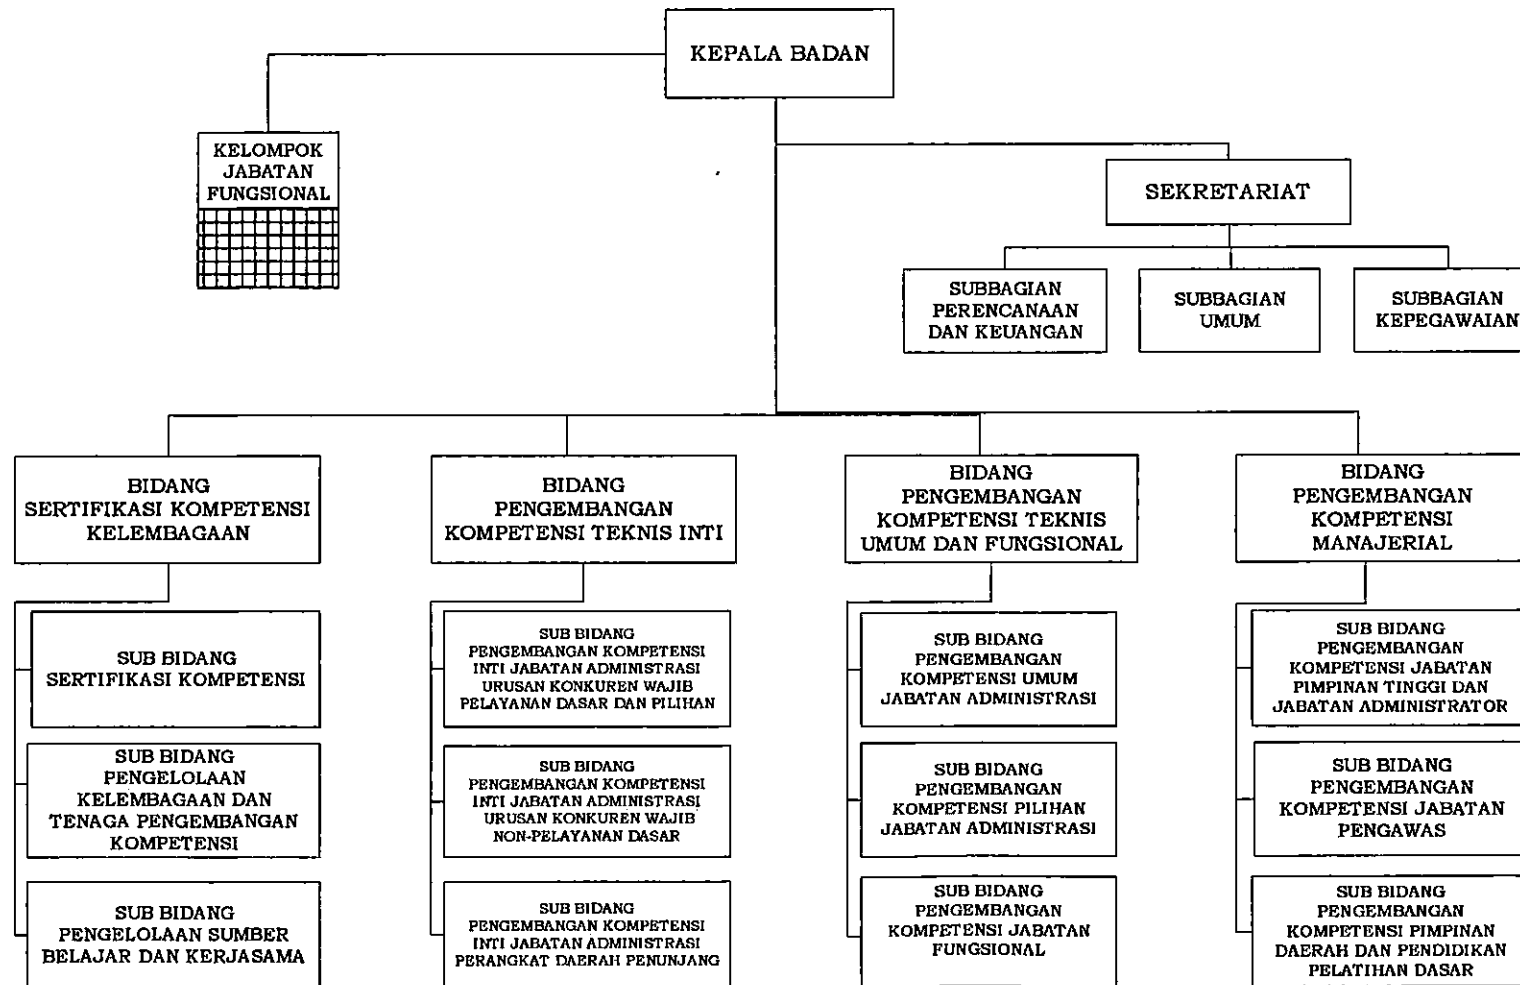 KEPALA BADAN
KELOMPOK
JABATAN
FUNGSIONAL
SEKRETARIAT
SUBBAGIAN
PERENCANAAN
DAN KEUANGAN
SUBBAGIAN
UMUM
SUBBAGIAN
KEPEGAWAIAN
BIDANG
SERTIFIKASI KOMPETENSI
KELEMBAGAAN
BIDANG
PENGEMBANGAN
KOMPETENSI TEKNIS INTI
BIDANG
PENGEMBANGAN
KOMPETENSI TEKNIS
UMUM DAN FUNGSIONAL
BIDANG
PENGEMBANGAN
KOMPETENSI
MANAJERIAL
SUB BIDANG
SERTIFIKASI KOMPETENSI
SUB BIDANG
PENGEMBANGAN KOMPETENSI
INTI JABATAN ADMINISTRASI
URUSAN KONKUREN WAJIB
PELAYANAN DASAR DAN PILIHAN
SUB BIDANG
PENGEMBANGAN
KOMPETENSI UMUM
JABATAN ADMINISTRASI
SUB BIDANG
PENGEMBANGAN
KOMPETENSI JABATAN
PIMPINAN TINGGI DAN
JABATAN ADMINISTRATOR
SUB BIDANG
PENGELOLAAN
KELEMBAGAAN DAN
TENAGA PENGEMBANGAN
KOMPETENSI
SUB BIDANG
PENGEMBANGAN KOMPETENSI
INTI JABATAN ADMINISTRASI
URUSAN KONKUREN WAJIB
NON-PELAYANAN DASAR
SUB BIDANG
PENGEMBANGAN
KOMPETENSI PILIHAN
JABATAN ADMINISTRASI
SUB BIDANG
PENGEMBANGAN
KOMPETENSI JABATAN
PENGAWAS
SUB BIDANG
PENGELOLAAN SUMBER
BELAJAR DAN KERJASAMA
SUB BIDANG
PENGEMBANGAN KOMPETENSI
INTI JABATAN ADMINISTRASI
PERANGKAT DAERAH PENUNJANG
SUB BIDANG
PENGEMBANGAN
KOMPETENSI JABATAN
FUNGSIONAL
SUB BIDANG
PENGEMBANGAN
KOMPETENSI PIMPINAN
DAERAH DAN PENDIDIKAN
PELATIHAN DASAR